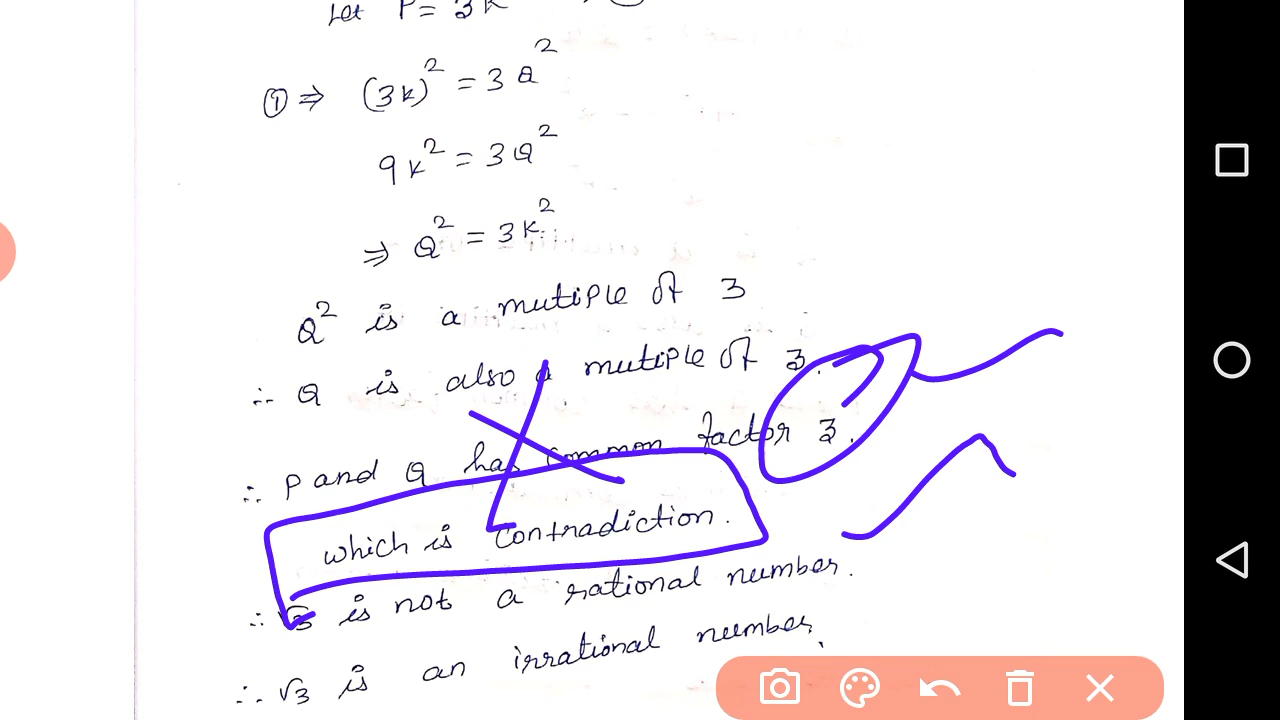 Let P = 3K
① ⇒ (3K)² = 3Q²
9K² = 3Q²
⇒ Q² = 3K²
Q² is a mutiple of 3
∴ Q is also a mutiple of 3.
∴ P and Q has common factor 3.
which is contradiction.
∴ √3 is not a rational number.
∴ √3 is an irrational number.